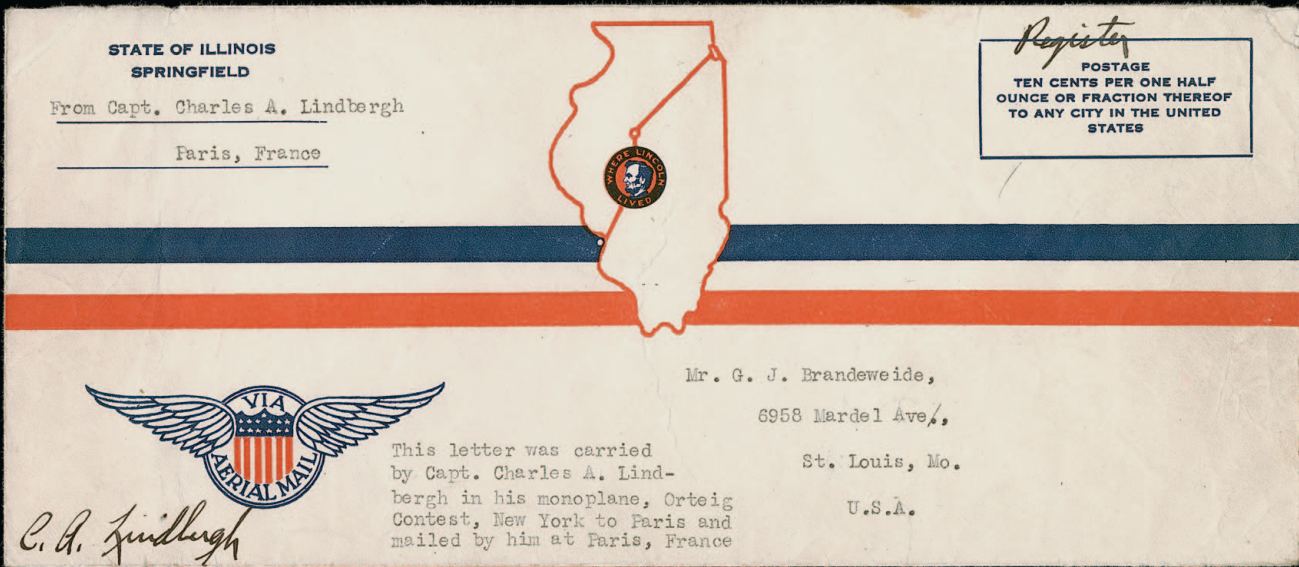 STATE OF ILLINOIS
SPRINGFIELD
From Capt. Charles A. Lindbergh
Paris, France
WHERE LINCOLN
LIVED
Register
POSTAGE
TEN CENTS PER ONE HALF
OUNCE OR FRACTION THEREOF
TO ANY CITY IN THE UNITED
STATES
VIA
AERIAL MAIL
C. A. Lindbergh
This letter was carried
by Capt. Charles A. Lind-
bergh in his monoplane, Orteig
Contest, New York to Paris and
mailed by him at Paris, France
Mr. G. J. Brandeweide,
6958 Mardel Ave.,
St. Louis, Mo.
U.S.A.